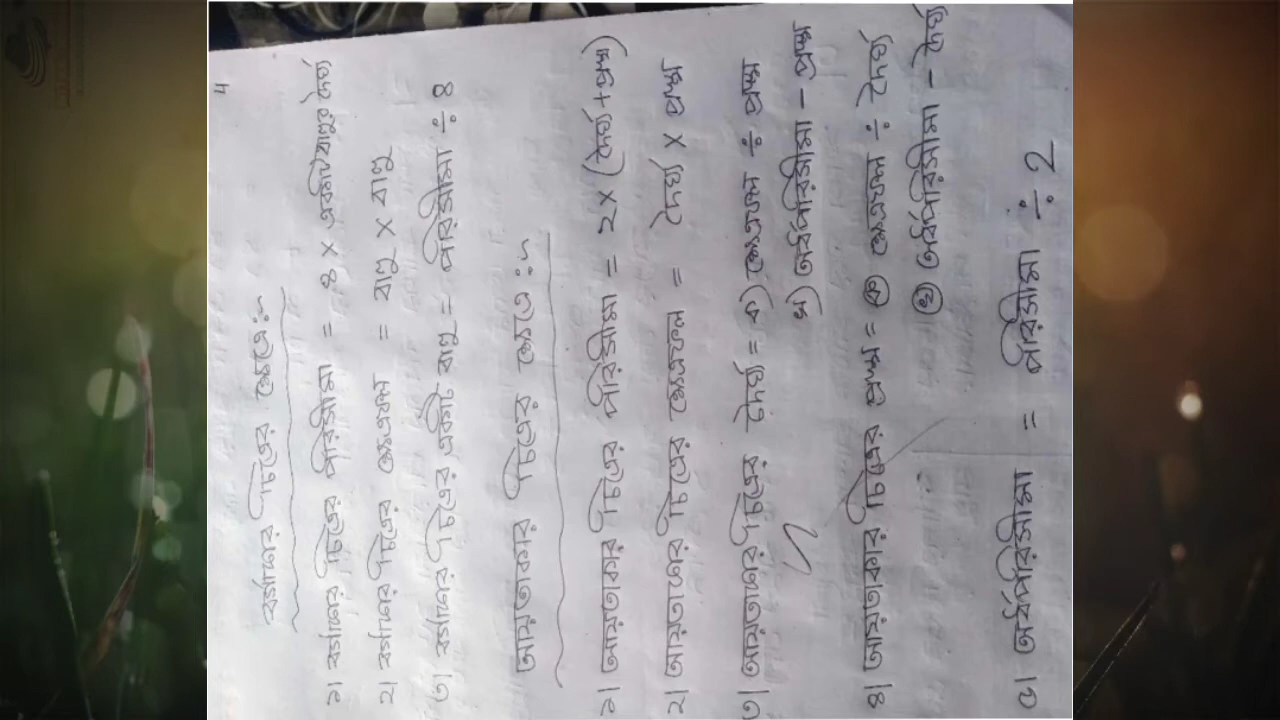 বর্গাকার চিত্রের ক্ষেত্রে ঃ-
১। বর্গাকার চিত্রের পরিসীমা = ৪ × একটি বাহুর দৈর্ঘ্য
২। বর্গাকার চিত্রের ক্ষেত্রফল = বাহু × বাহু
৩। বর্গাকার চিত্রের একটি বাহু = পরিসীমা ÷ ৪
আয়তাকার চিত্রের ক্ষেত্রে ঃ-
১। আয়তাকার চিত্রের পরিসীমা = ২ × (দৈর্ঘ্য + প্রস্থ)
২। আয়তাকার চিত্রের ক্ষেত্রফল = দৈর্ঘ্য × প্রস্থ
৩। আয়তাকার চিত্রের দৈর্ঘ্য = ক) ক্ষেত্রফল ÷ প্রস্থ
খ) অর্ধপরিসীমা - প্রস্থ
৪। আয়তাকার চিত্রের প্রস্থ = ক ক্ষেত্রফল ÷ দৈর্ঘ্য
খ অর্ধপরিসীমা - দৈর্ঘ্য
৫। অর্ধপরিসীমা = পরিসীমা ÷ 2